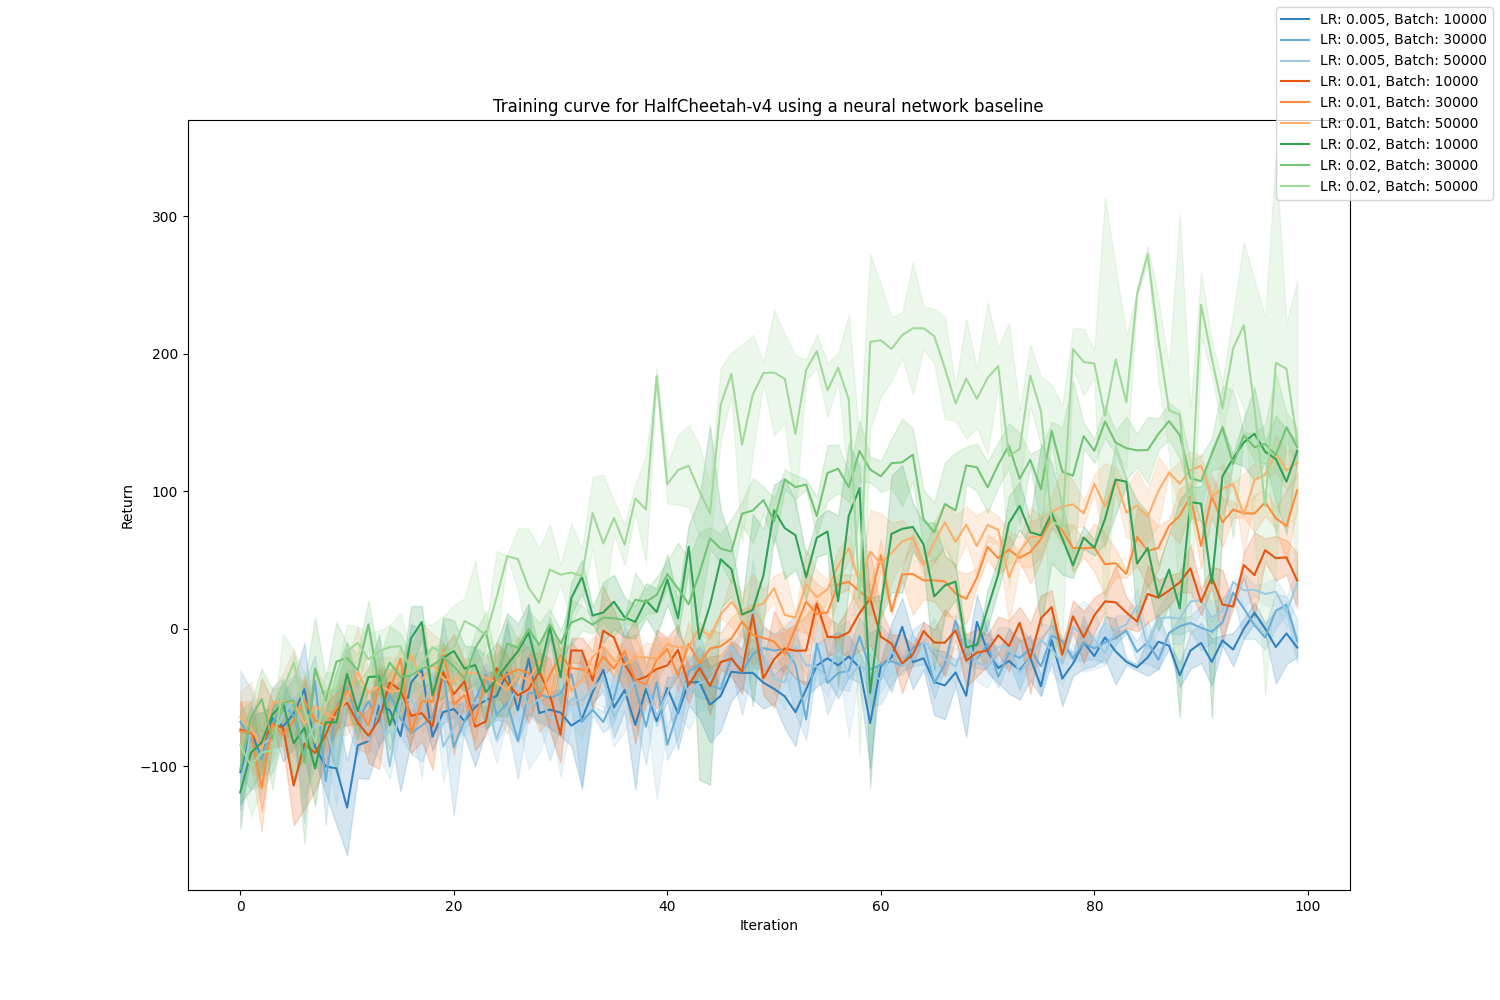 LR: 0.005, Batch: 10000
LR: 0.005, Batch: 30000
LR: 0.005, Batch: 50000
LR: 0.01, Batch: 10000
LR: 0.01, Batch: 30000
LR: 0.01, Batch: 50000
LR: 0.02, Batch: 10000
LR: 0.02, Batch: 30000
LR: 0.02, Batch: 50000
Training curve for HalfCheetah-v4 using a neural network baseline
300
200
100
0
−100
Return
0 20 40 60 80 100
Iteration